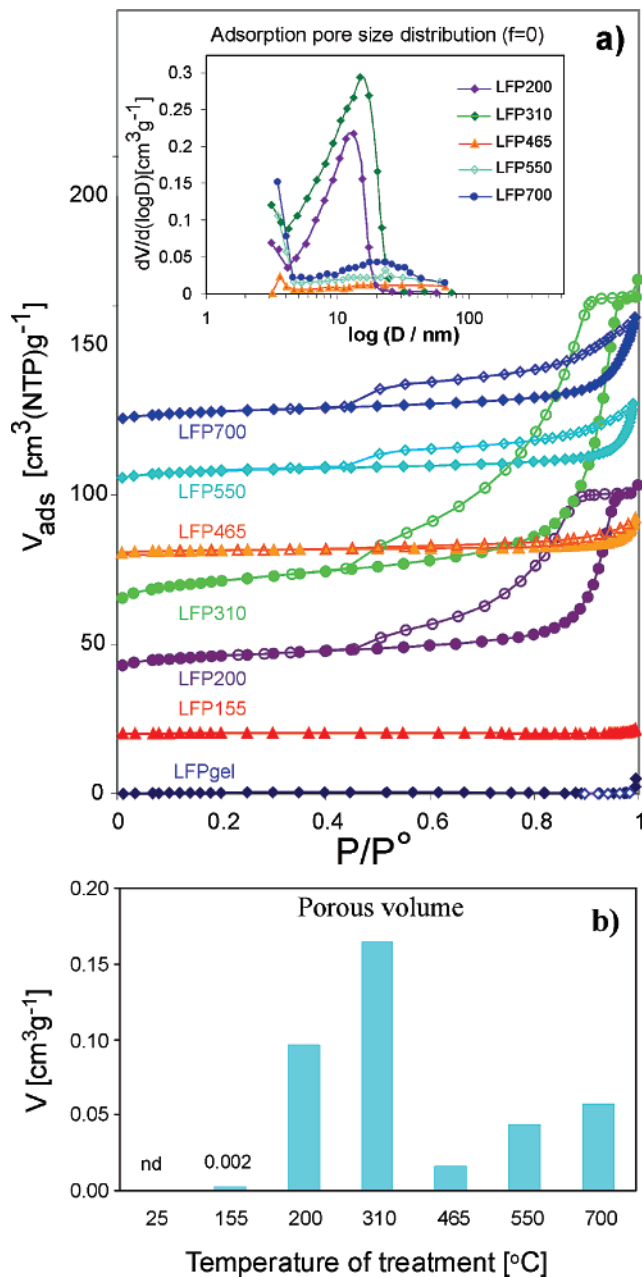 a)
Adsorption pore size distribution (f=0)
dV/d(logD)[cm³g⁻¹]
0.3
0.25
0.2
0.15
0.1
0.05
0
1
10
100
log (D / nm)
LFP200
LFP310
LFP465
LFP550
LFP700
Vads [cm³(NTP)g⁻¹]
200
150
100
50
0
LFP700
LFP550
LFP465
LFP310
LFP200
LFP155
LFPgel
0
0.2
0.4
0.6
0.8
1
P/P°
Porous volume
b)
V [cm³g⁻¹]
0.20
0.15
0.10
0.05
0.00
nd
0.002
25 155 200 310 465 550 700
Temperature of treatment [°C]